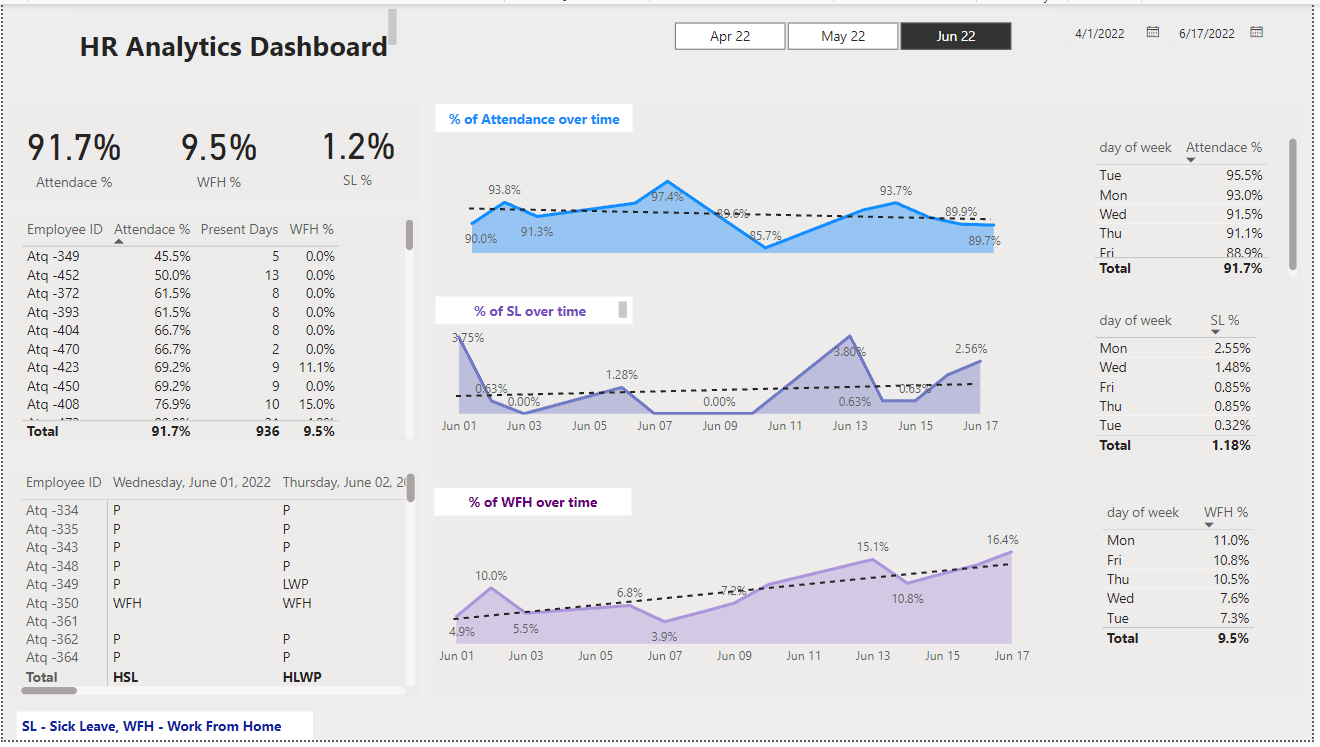 HR Analytics Dashboard
Apr 22 May 22 Jun 22
4/1/2022 6/17/2022
91.7% 9.5% 1.2%
Attendace % WFH % SL %
Employee ID Attendace % Present Days WFH %
Atq -349 45.5% 5 0.0%
Atq -452 50.0% 13 0.0%
Atq -372 61.5% 8 0.0%
Atq -393 61.5% 8 0.0%
Atq -404 66.7% 8 0.0%
Atq -470 66.7% 2 0.0%
Atq -423 69.2% 9 11.1%
Atq -450 69.2% 9 0.0%
Atq -408 76.9% 10 15.0%
Total 91.7% 936 9.5%
Employee ID Wednesday, June 01, 2022 Thursday, June 02, 20
Atq -334 P P
Atq -335 P P
Atq -343 P P
Atq -348 P P
Atq -349 P LWP
Atq -350 WFH WFH
Atq -361
Atq -362 P P
Atq -364 P P
Total HSL HLWP
SL - Sick Leave, WFH - Work From Home
% of Attendance over time
90.0% 93.8% 91.3% 97.4% 89.6% 85.7% 93.7% 89.9% 89.7%
% of SL over time
3.75% 0.63% 0.00% 1.28% 0.00% 3.80% 0.63% 0.63% 2.56%
Jun 01 Jun 03 Jun 05 Jun 07 Jun 09 Jun 11 Jun 13 Jun 15 Jun 17
% of WFH over time
4.9% 10.0% 5.5% 6.8% 3.9% 7.2% 15.1% 10.8% 16.4%
Jun 01 Jun 03 Jun 05 Jun 07 Jun 09 Jun 11 Jun 13 Jun 15 Jun 17
day of week Attendace %
Tue 95.5%
Mon 93.0%
Wed 91.5%
Thu 91.1%
Fri 88.9%
Total 91.7%
day of week SL %
Mon 2.55%
Wed 1.48%
Fri 0.85%
Thu 0.85%
Tue 0.32%
Total 1.18%
day of week WFH %
Mon 11.0%
Fri 10.8%
Thu 10.5%
Wed 7.6%
Tue 7.3%
Total 9.5%